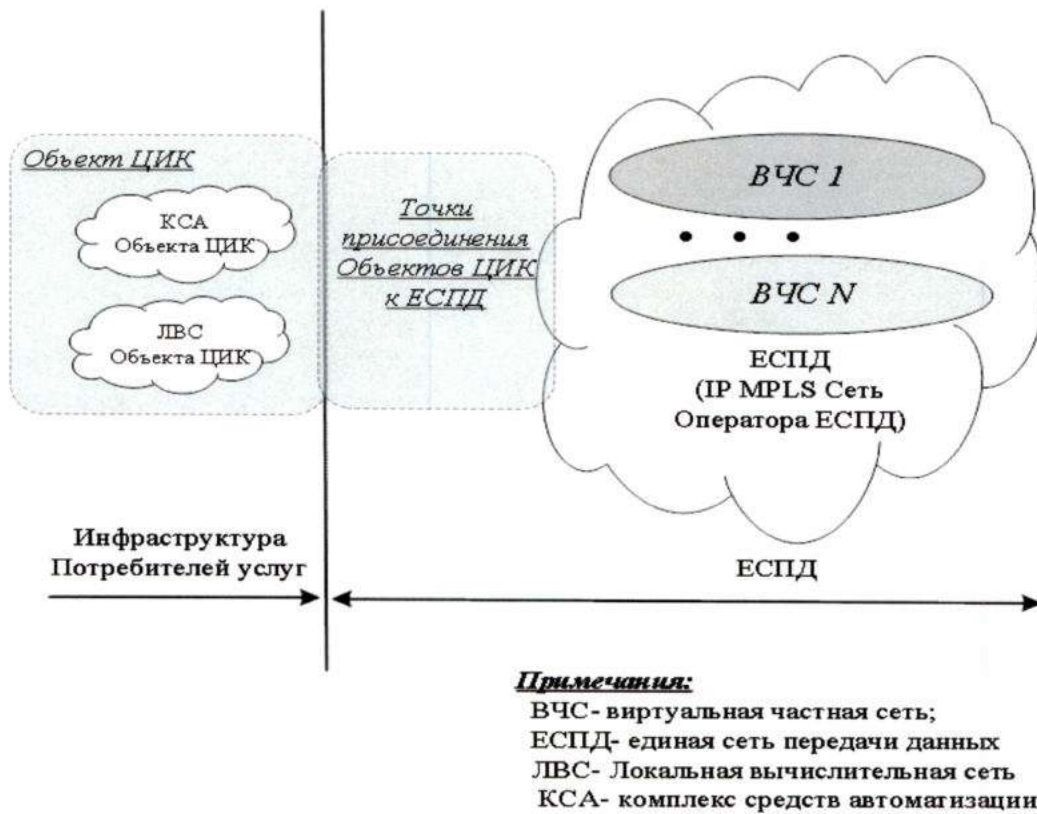 Объект ЦИК
КСА
Объекта ЦИК
ЛВС
Объекта ЦИК
Точки
присоединения
Объектов ЦИК
к ЕСПД
ВЧС 1
• • •
ВЧС N
ЕСПД
(IP MPLS Сеть
Оператора ЕСПД)
Инфраструктура
Потребителей услуг
ЕСПД
Примечания:
ВЧС- виртуальная частная сеть;
ЕСПД- единая сеть передачи данных
ЛВС- Локальная вычислительная сеть
КСА- комплекс средств автоматизации